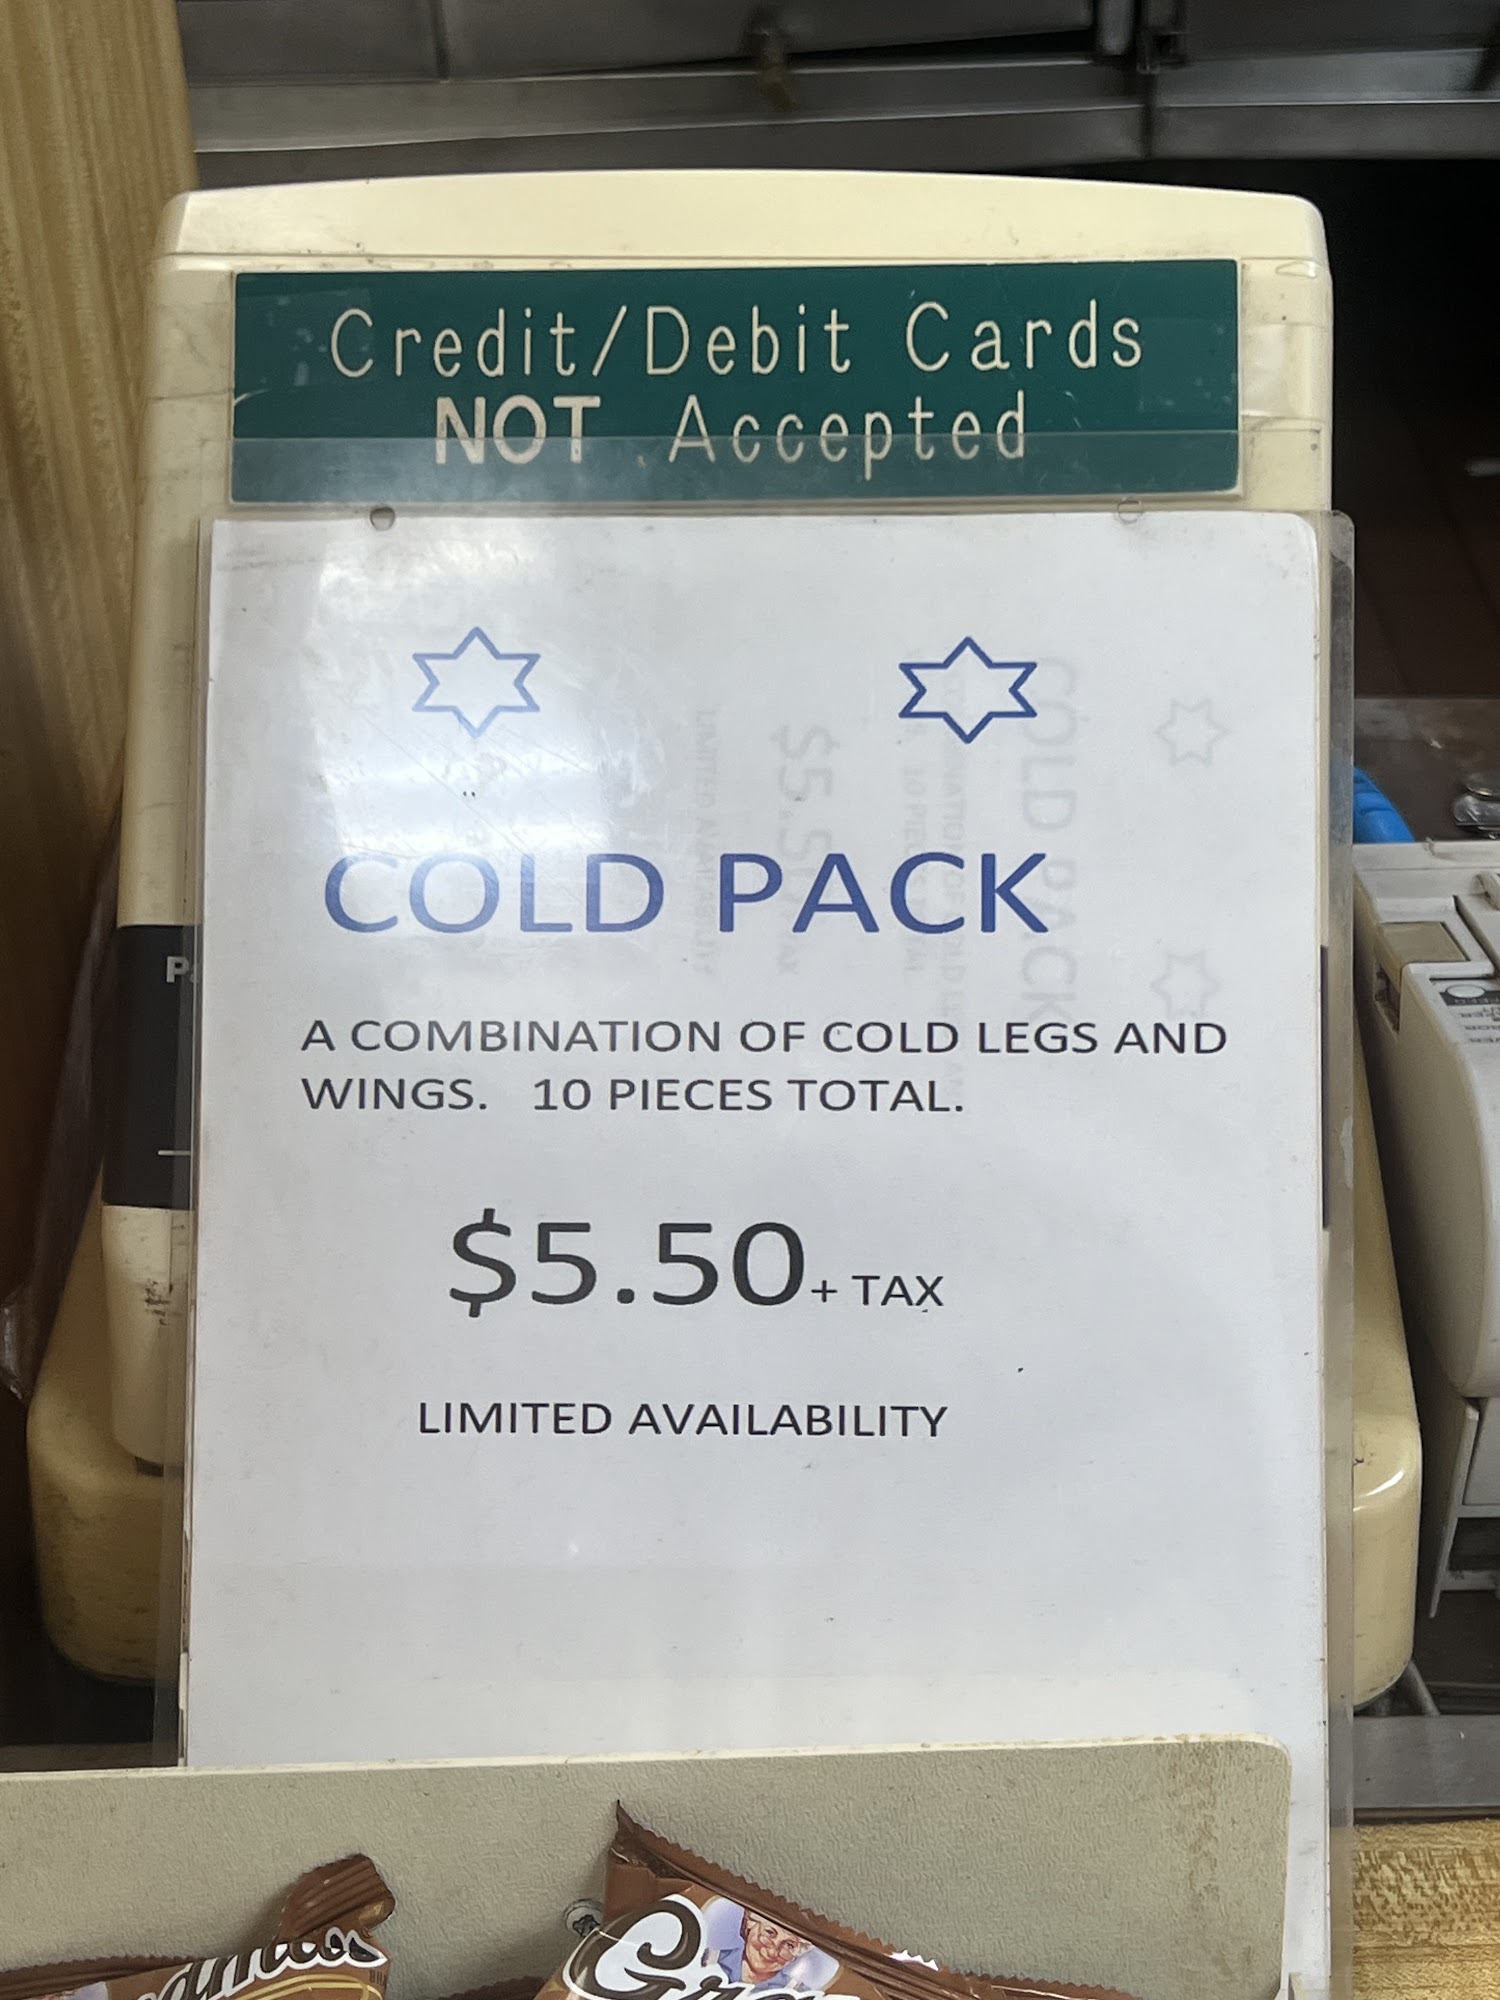 Credit/Debit Cards
NOT Accepted
COLD PACK
A COMBINATION OF COLD LEGS AND
WINGS. 10 PIECES TOTAL.
$5.50+ TAX
LIMITED AVAILABILITY